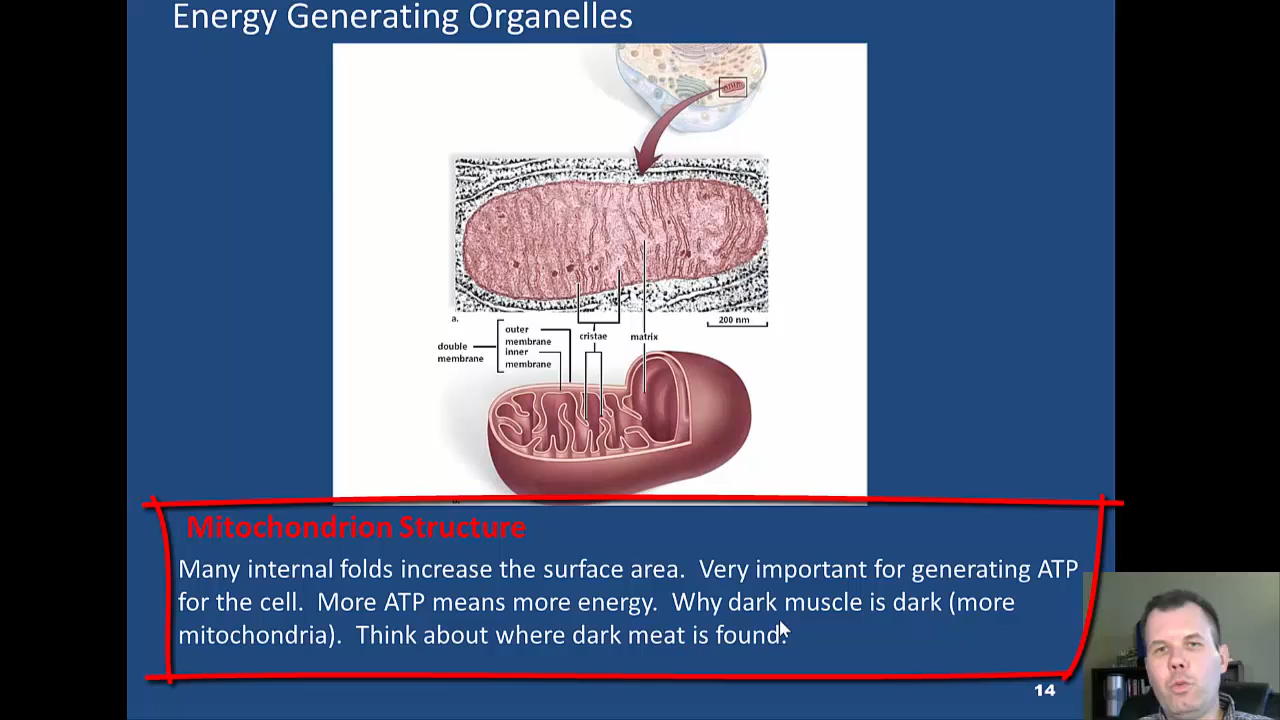 Energy Generating Organelles
a.
200 nm
outer
membrane
double
membrane
inner
membrane
cristae
matrix
Mitochondrion Structure
Many internal folds increase the surface area. Very important for generating ATP
for the cell. More ATP means more energy. Why dark muscle is dark (more
mitochondria). Think about where dark meat is found.
14